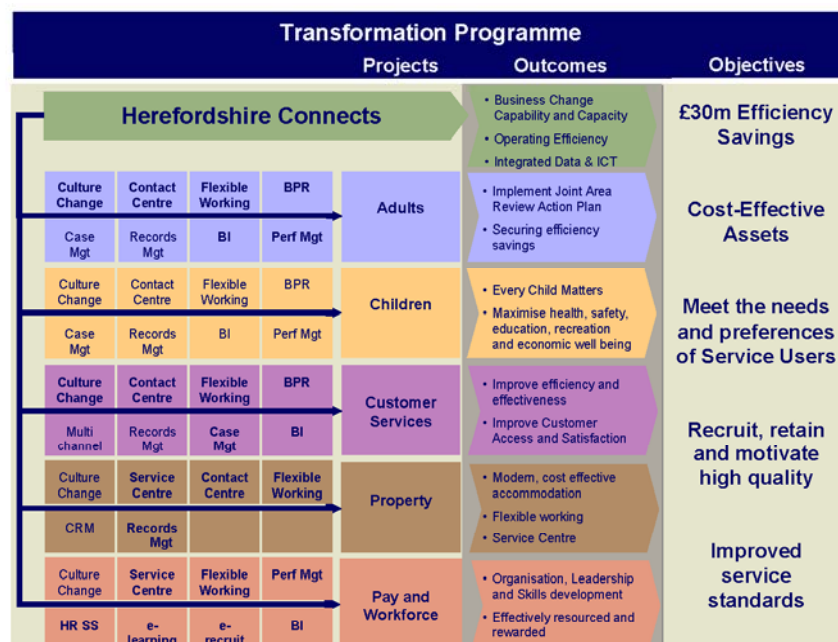 Transformation Programme
Projects
Outcomes
Objectives
Herefordshire Connects
• Business Change
Capability and Capacity
• Operating Efficiency
• Integrated Data & ICT
£30m Efficiency
Savings
Culture
Change
Contact
Centre
Flexible
Working
BPR
Case
Mgt
Records
Mgt
BI
Perf Mgt
Adults
• Implement Joint Area
Review Action Plan
• Securing efficiency
savings
Cost-Effective
Assets
Culture
Change
Contact
Centre
Flexible
Working
BPR
Case
Mgt
Records
Mgt
BI
Perf Mgt
Children
• Every Child Matters
• Maximise health, safety,
education, recreation
and economic well being
Meet the needs
and preferences
of Service Users
Culture
Change
Contact
Centre
Flexible
Working
BPR
Multi
channel
Records
Mgt
Case
Mgt
BI
Customer
Services
• Improve efficiency and
effectiveness
• Improve Customer
Access and Satisfaction
Recruit, retain
and motivate
high quality
Culture
Change
Service
Centre
Contact
Centre
Flexible
Working
CRM
Records
Mgt
Property
• Modern, cost effective
accommodation
• Flexible working
• Service Centre
Improved
service
standards
Culture
Change
Service
Centre
Flexible
Working
Perf Mgt
HR SS
e-
learning
e-
recruit
BI
Pay and
Workforce
• Organisation, Leadership
and Skills development
• Effectively resourced and
rewarded